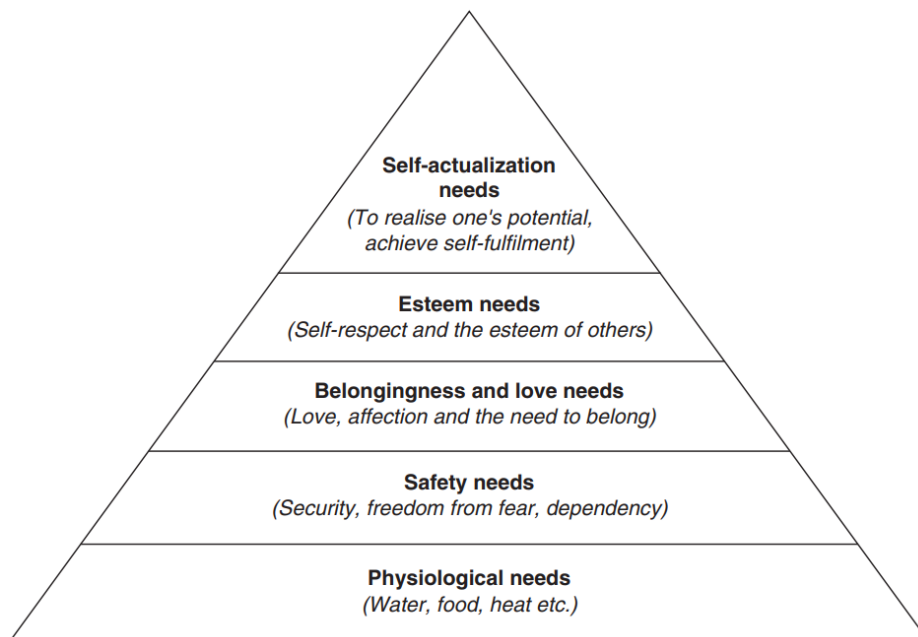 Self-actualization
needs
(To realise one's potential,
achieve self-fulfilment)
Esteem needs
(Self-respect and the esteem of others)
Belongingness and love needs
(Love, affection and the need to belong)
Safety needs
(Security, freedom from fear, dependency)
Physiological needs
(Water, food, heat etc.)